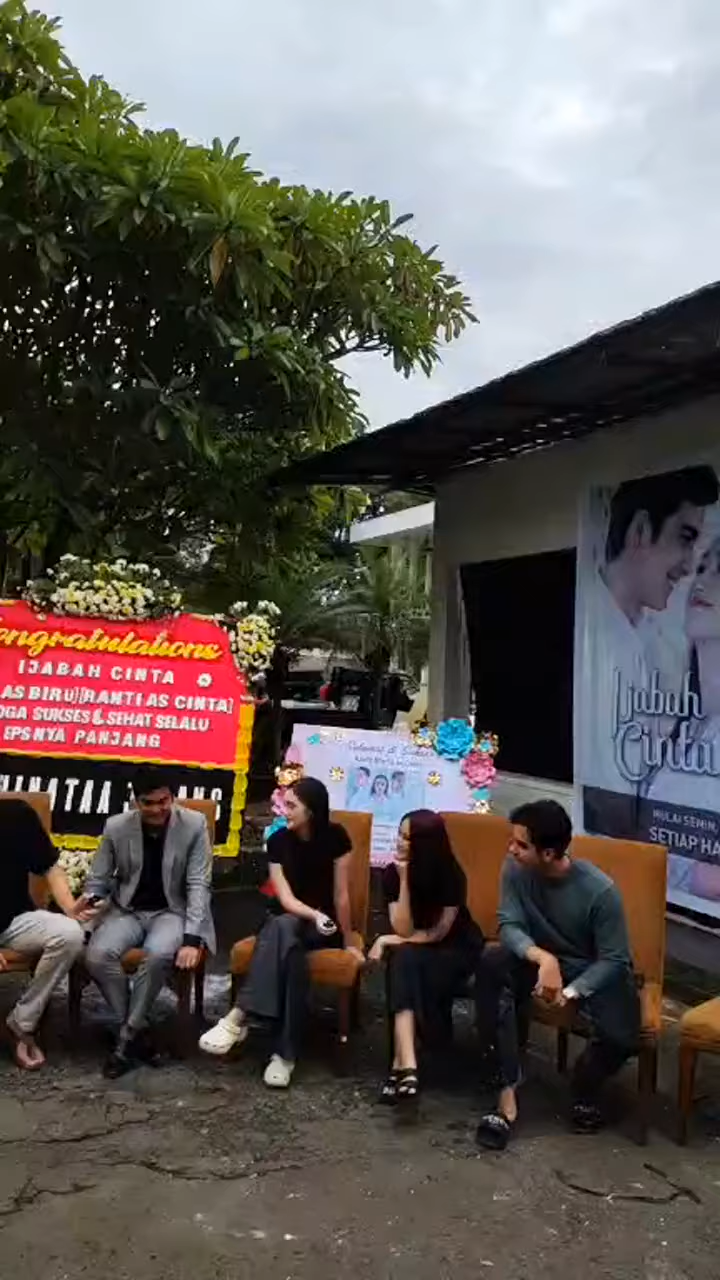 Congratulations
IJABAH CINTA
AS BIRU] [RANTI AS CINTA]
OGA SUKSES & SEHAT SELALU
EPSNYA PANJANG
Ijabah
Cinta
MULAI SENIN
SETIAP HA